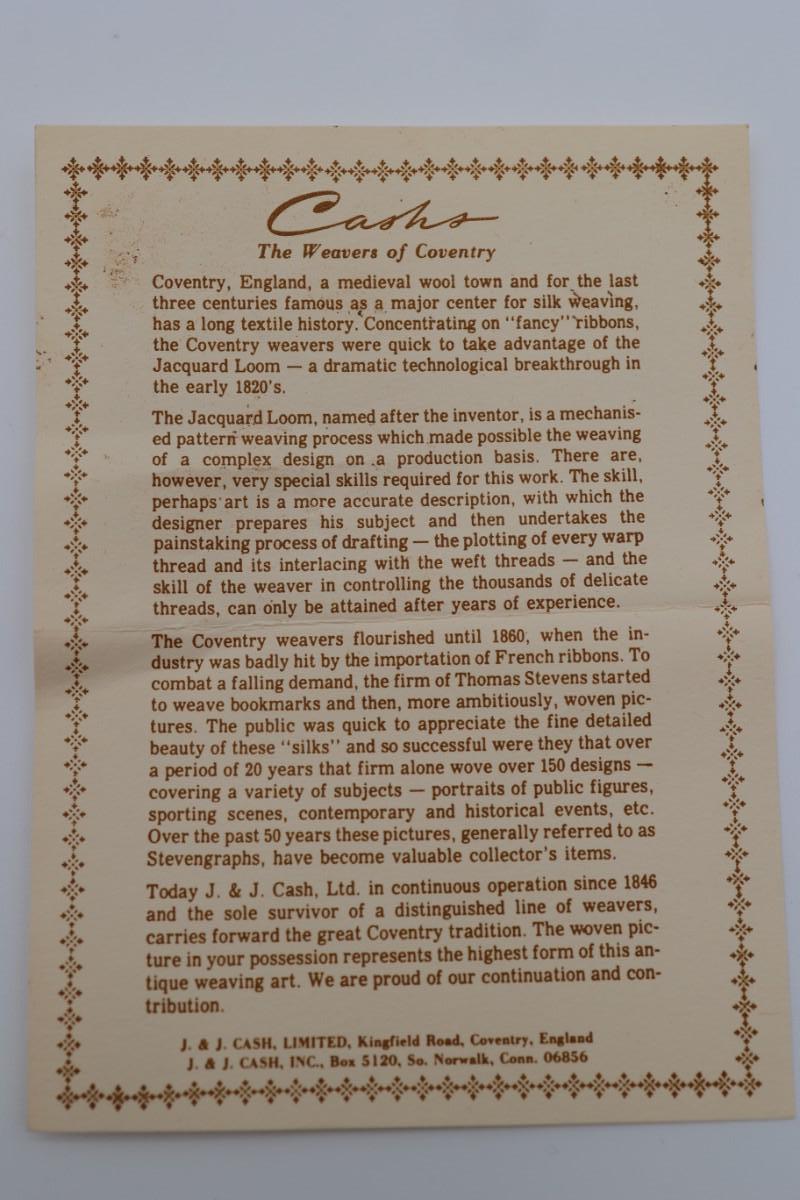 Cashs
The Weavers of Coventry
Coventry, England, a medieval wool town and for the last
three centuries famous as a major center for silk weaving,
has a long textile history. Concentrating on "fancy" ribbons,
the Coventry weavers were quick to take advantage of the
Jacquard Loom — a dramatic technological breakthrough in
the early 1820's.
The Jacquard Loom, named after the inventor, is a mechanis-
ed pattern weaving process which made possible the weaving
of a complex design on a production basis. There are,
however, very special skills required for this work. The skill,
perhaps art is a more accurate description, with which the
designer prepares his subject and then undertakes the
painstaking process of drafting — the plotting of every warp
thread and its interlacing with the weft threads — and the
skill of the weaver in controlling the thousands of delicate
threads, can only be attained after years of experience.
The Coventry weavers flourished until 1860, when the in-
dustry was badly hit by the importation of French ribbons. To
combat a falling demand, the firm of Thomas Stevens started
to weave bookmarks and then, more ambitiously, woven pic-
tures. The public was quick to appreciate the fine detailed
beauty of these "silks" and so successful were they that over
a period of 20 years that firm alone wove over 150 designs —
covering a variety of subjects — portraits of public figures,
sporting scenes, contemporary and historical events, etc.
Over the past 50 years these pictures, generally referred to as
Stevengraphs, have become valuable collector's items.
Today J. & J. Cash, Ltd. in continuous operation since 1846
and the sole survivor of a distinguished line of weavers,
carries forward the great Coventry tradition. The woven pic-
ture in your possession represents the highest form of this an-
tique weaving art. We are proud of our continuation and con-
tribution.
J. & J. CASH, LIMITED, Kingfield Road, Coventry, England
J. & J. CASH, INC., Box 5120, So. Norwalk, Conn. 06856